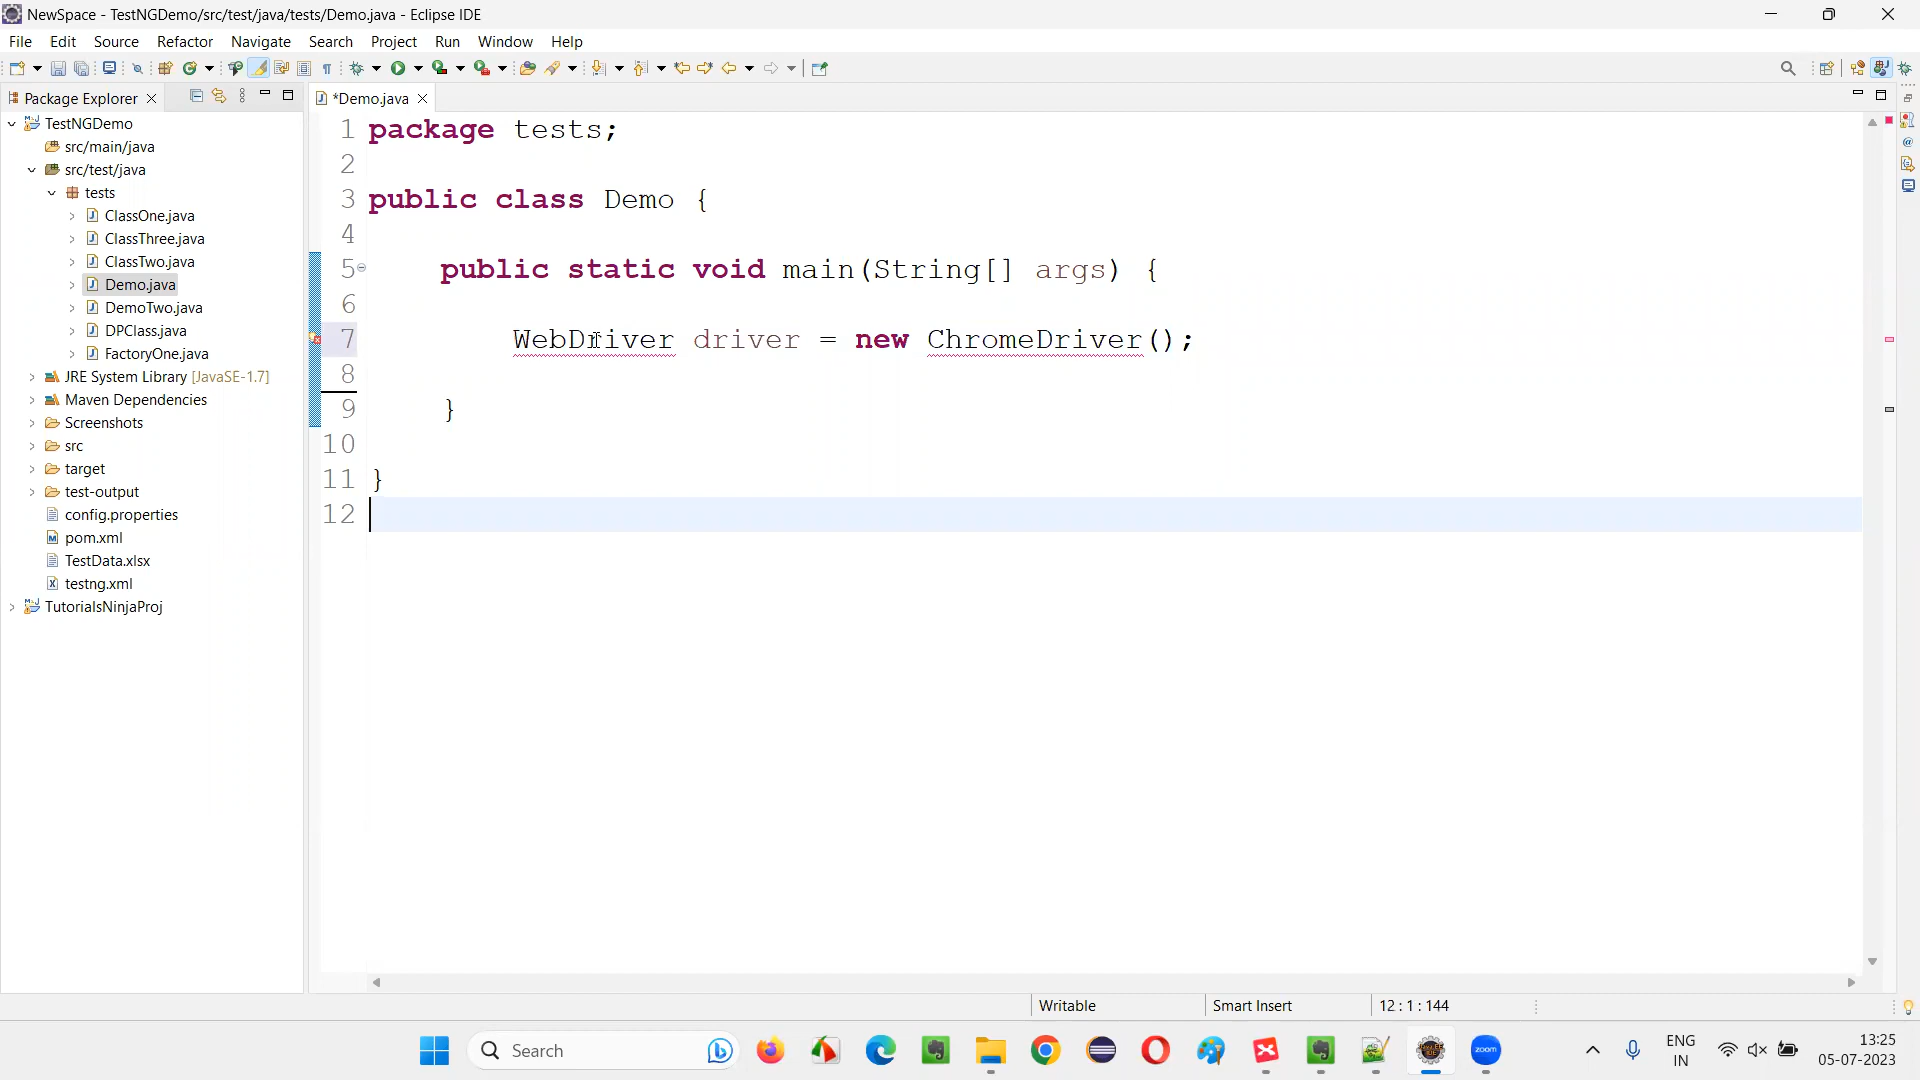 NewSpace - TestNGDemo/src/test/java/tests/Demo.java - Eclipse IDE
File Edit Source Refactor Navigate Search Project Run Window Help
Package Explorer
*Demo.java
TestNGDemo
src/main/java
src/test/java
tests
ClassOne.java
ClassThree.java
ClassTwo.java
Demo.java
DemoTwo.java
DPClass.java
FactoryOne.java
JRE System Library [JavaSE-1.7]
Maven Dependencies
Screenshots
src
target
test-output
config.properties
pom.xml
TestData.xlsx
testng.xml
TutorialsNinjaProj
1 package tests;
2
3 public class Demo {
4
5 public static void main(String[] args) {
6
7 WebDriver driver = new ChromeDriver();
8
9 }
10
11 }
12
Writable Smart Insert 12 : 1 : 144
Search
zoom
ENG
IN
13:25
05-07-2023